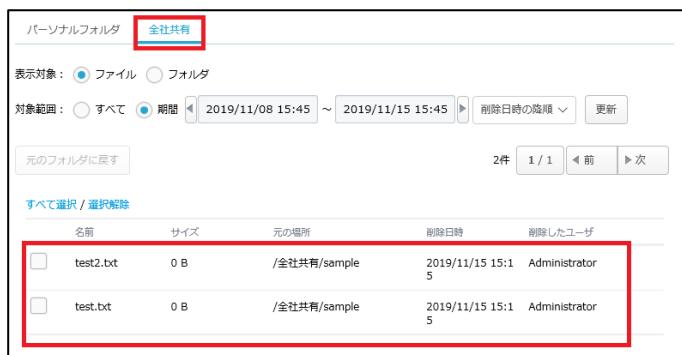 パーソナルフォルダ 全社共有
表示対象： ファイル フォルダ
対象範囲： すべて 期間 2019/11/08 15:45 ～ 2019/11/15 15:45 削除日時の降順 更新
元のフォルダに戻す 2件 1 / 1 前 次
すべて選択 / 選択解除
名前 サイズ 元の場所 削除日時 削除したユーザ
test2.txt 0 B /全社共有/sample 2019/11/15 15:1 Administrator
5
test.txt 0 B /全社共有/sample 2019/11/15 15:1 Administrator
5